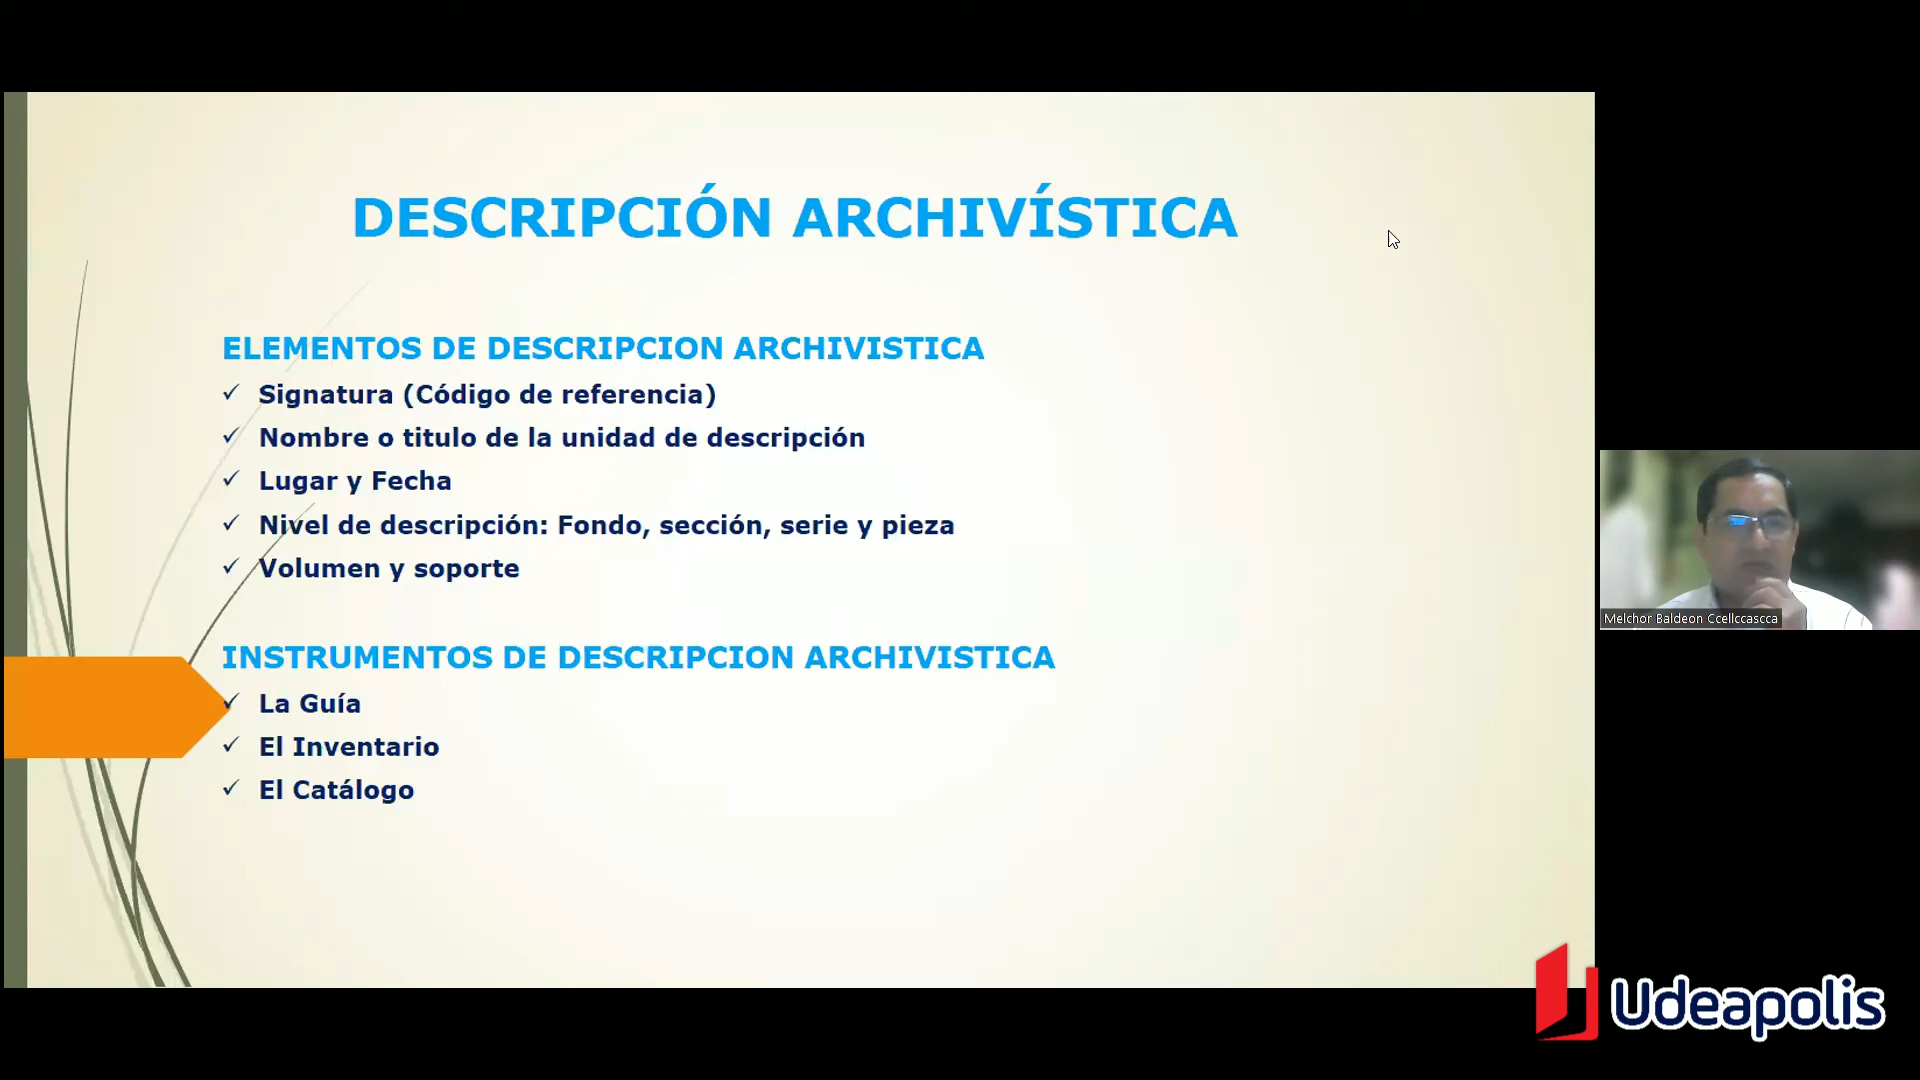 DESCRIPCIÓN ARCHIVÍSTICA
ELEMENTOS DE DESCRIPCION ARCHIVISTICA
✓ Signatura (Código de referencia)
✓ Nombre o titulo de la unidad de descripción
✓ Lugar y Fecha
✓ Nivel de descripción: Fondo, sección, serie y pieza
✓ Volumen y soporte
INSTRUMENTOS DE DESCRIPCION ARCHIVISTICA
✓ La Guía
✓ El Inventario
✓ El Catálogo
Melchor Baldeon Ccellccascca
Udeapolis